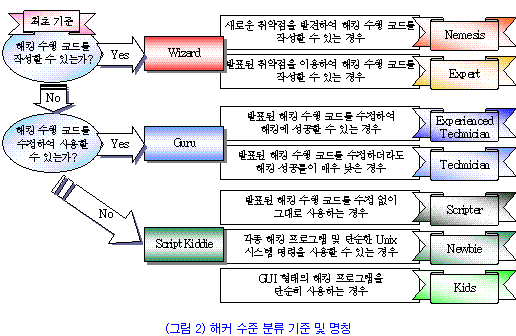 최초 기준
해킹 수행 코드를
작성할 수 있는가?
Yes
Wizard
새로운 취약점을 발견하여 해킹 수행 코드를
작성할 수 있는 경우
Nemesis
발표된 취약점을 이용하여 해킹 수행 코드를
작성할 수 있는 경우
Expert
No
해킹 수행 코드를
수정하여 사용할
수 있는가?
Yes
Guru
발표된 해킹 수행 코드를 수정하여
해킹에 성공할 수 있는 경우
Experienced
Technician
발표된 해킹 수행 코드를 수정하더라도
해킹 성공률이 매우 낮은 경우
Technician
No
Script Kiddie
발표된 해킹 수행 코드를 수정 없이
그대로 사용하는 경우
Scripter
각종 해킹 프로그램 및 단순한 Unix
시스템 명령을 사용할 수 있는 경우
Newbie
GUI 형태의 해킹 프로그램을
단순히 사용하는 경우
Kids
(그림 2) 해커 수준 분류 기준 및 명칭